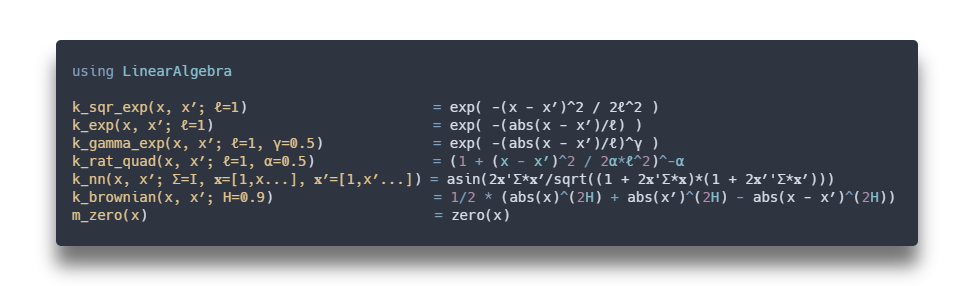 using LinearAlgebra
k_sqr_exp(x, x′; ℓ=1) = exp( -(x - x′)^2 / 2ℓ^2 )
k_exp(x, x′; ℓ=1) = exp( -(abs(x - x′)/ℓ) )
k_gamma_exp(x, x′; ℓ=1, γ=0.5) = exp( -(abs(x - x′)/ℓ)^γ )
k_rat_quad(x, x′; ℓ=1, α=0.5) = (1 + (x - x′)^2 / 2α*ℓ^2)^-α
k_nn(x, x′; Σ=I, 𝐱=[1,x...], 𝐱′=[1,x′...]) = asin(2𝐱'Σ*𝐱′/sqrt((1 + 2𝐱'Σ*𝐱)*(1 + 2𝐱′'Σ*𝐱′)))
k_brownian(x, x′; H=0.9) = 1/2 * (abs(x)^(2H) + abs(x′)^(2H) - abs(x - x′)^(2H))
m_zero(x) = zero(x)